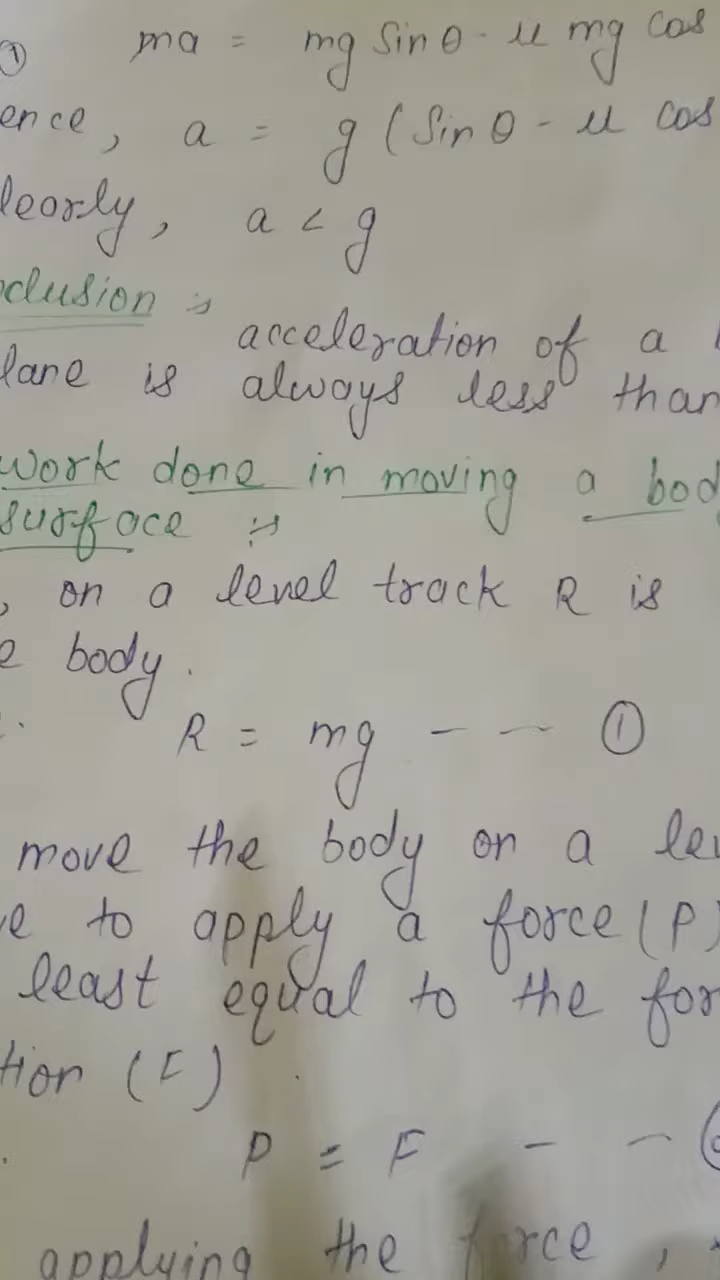 ① ma = mg Sin θ - μ mg cos
ence, a = g (Sin θ - μ cos
learly, a < g
clusion :-
acceleration of a
lane is always less than
work done in moving a bod
surface :-
, on a level track R is
e body.
R = mg -- ①
move the body on a lev
e to apply a force (P)
least equal to the for
tion (F)
P = F --
applying the force ,